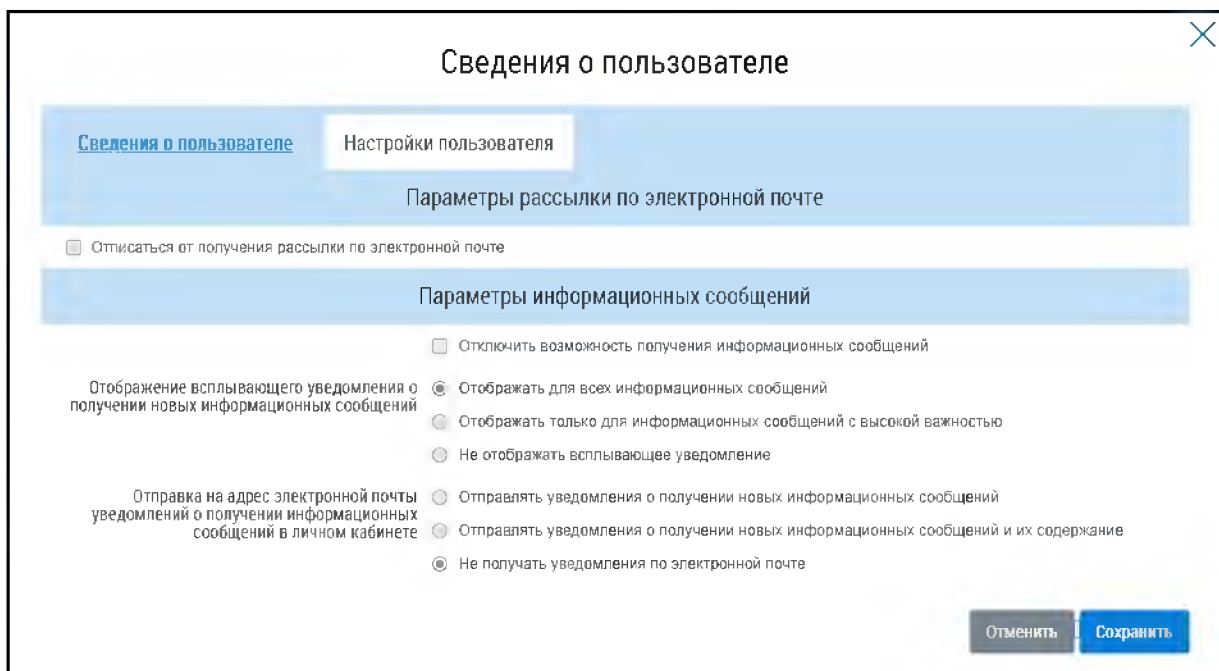 Сведения о пользователе
Сведения о пользователе
Настройки пользователя
Параметры рассылки по электронной почте
Отписаться от получения рассылки по электронной почте
Параметры информационных сообщений
Отключить возможность получения информационных сообщений
Отображение всплывающего уведомления о
получении новых информационных сообщений
Отображать для всех информационных сообщений
Отображать только для информационных сообщений с высокой важностью
Не отображать всплывающее уведомление
Отправка на адрес электронной почты
уведомлений о получении информационных
сообщений в личном кабинете
Отправлять уведомления о получении новых информационных сообщений
Отправлять уведомления о получении новых информационных сообщений и их содержание
Не получать уведомления по электронной почте
Отменить
Сохранить